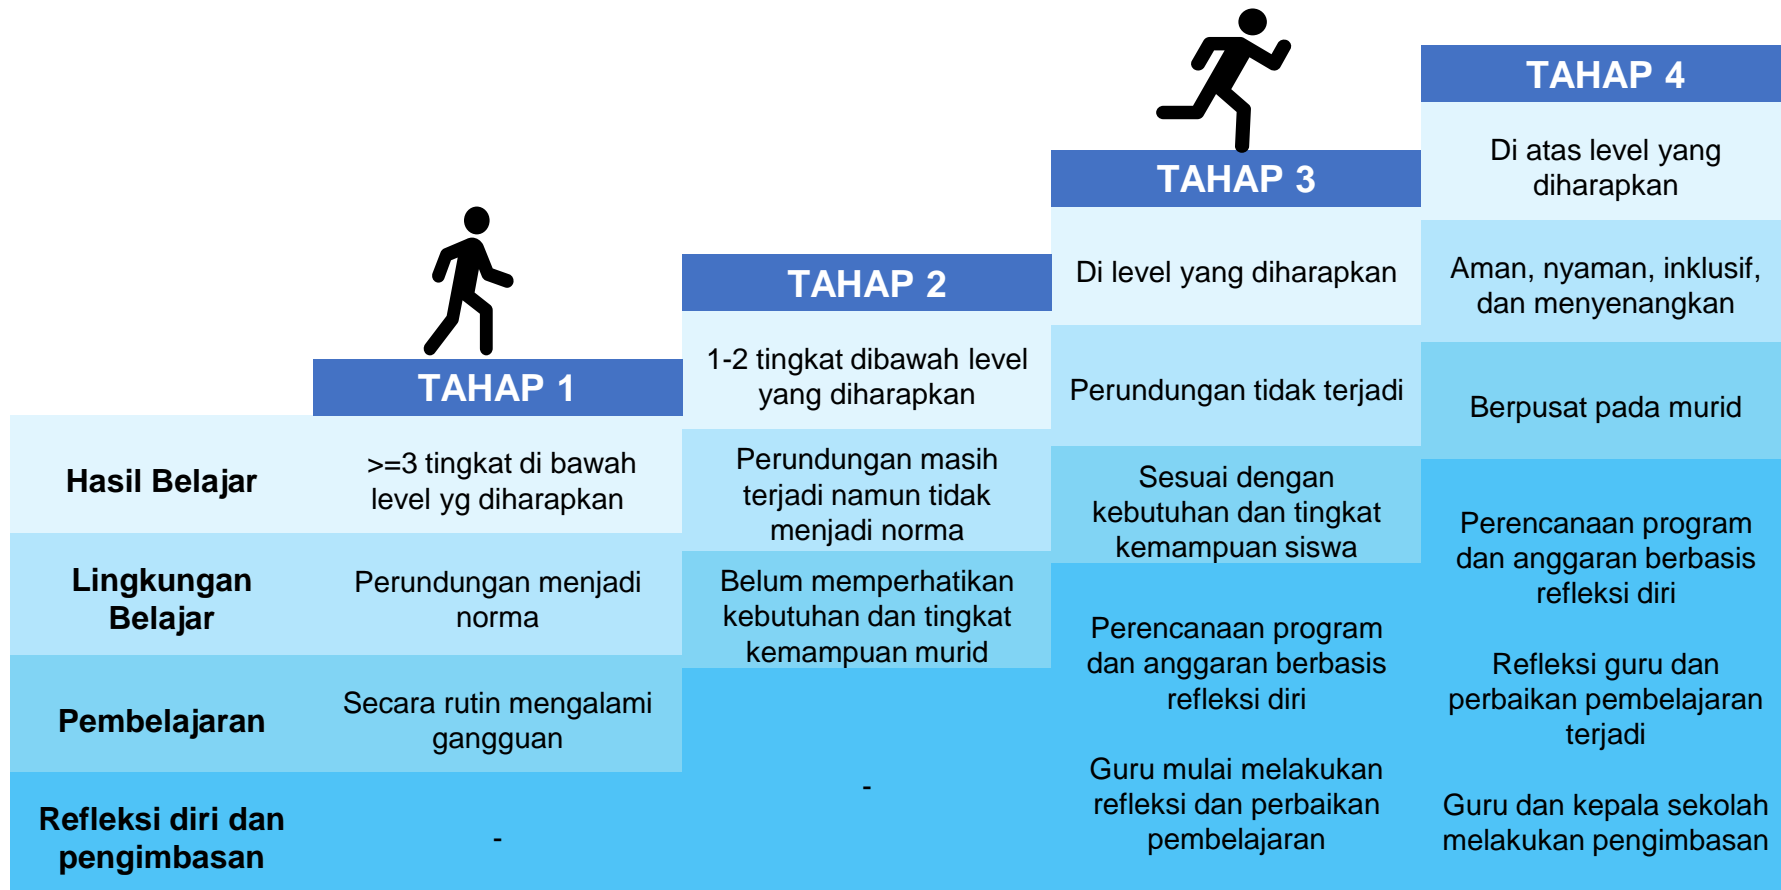 TAHAP 1
TAHAP 2
TAHAP 3
TAHAP 4
Hasil Belajar
>=3 tingkat di bawah
level yg diharapkan
1-2 tingkat dibawah level
yang diharapkan
Di level yang diharapkan
Di atas level yang
diharapkan
Lingkungan
Belajar
Perundungan menjadi
norma
Perundungan masih
terjadi namun tidak
menjadi norma
Perundungan tidak terjadi
Aman, nyaman, inklusif,
dan menyenangkan
Pembelajaran
Secara rutin mengalami
gangguan
Belum memperhatikan
kebutuhan dan tingkat
kemampuan murid
Sesuai dengan
kebutuhan dan tingkat
kemampuan siswa
Berpusat pada murid
Refleksi diri dan
pengimbasan
-
-
Perencanaan program
dan anggaran berbasis
refleksi diri
Guru mulai melakukan
refleksi dan perbaikan
pembelajaran
Perencanaan program
dan anggaran berbasis
refleksi diri
Refleksi guru dan
perbaikan pembelajaran
terjadi
Guru dan kepala sekolah
melakukan pengimbasan